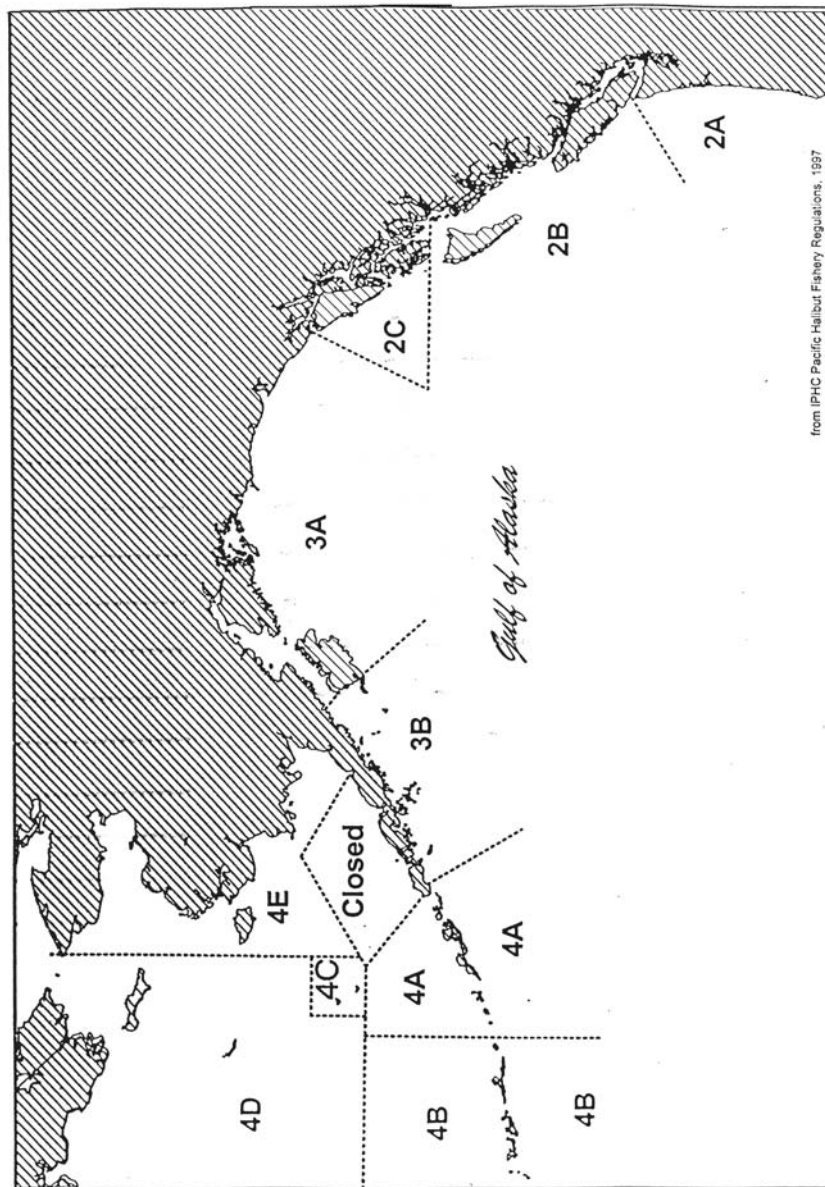 4D
4C
4E
Closed
4B
4A
4B
4A
3B
3A
2C
2B
2A
Gulf of Alaska
from IPHC Pacific Halibut Fishery Regulations, 1997